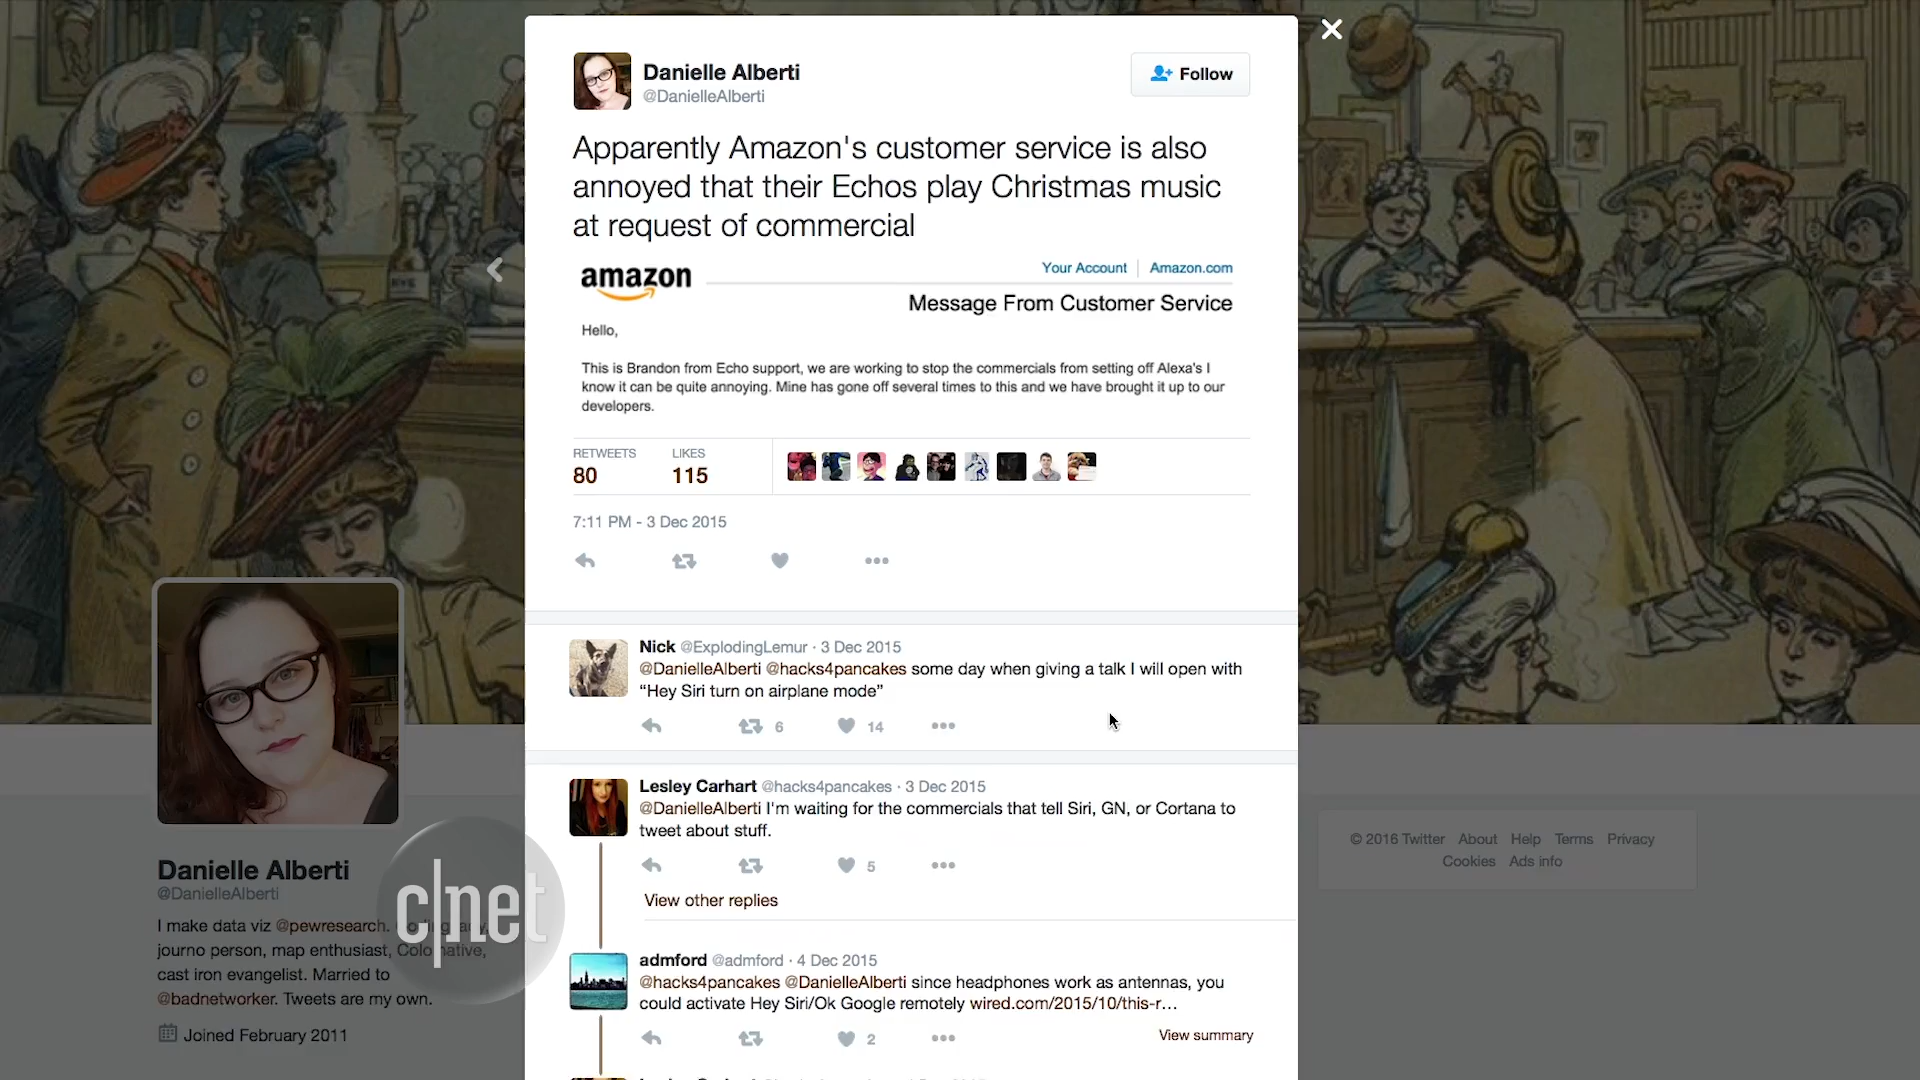 Danielle Alberti
@DanielleAlberti
Follow
Apparently Amazon's customer service is also
annoyed that their Echos play Christmas music
at request of commercial
amazon
Your Account | Amazon.com
Message From Customer Service
Hello,
This is Brandon from Echo support, we are working to stop the commercials from setting off Alexa's I
know it can be quite annoying. Mine has gone off several times to this and we have brought it up to our
developers.
RETWEETS LIKES
80 115
7:11 PM - 3 Dec 2015
Nick @ExplodingLemur · 3 Dec 2015
@DanielleAlberti @hacks4pancakes some day when giving a talk I will open with
“Hey Siri turn on airplane mode”
6 14
Lesley Carhart @hacks4pancakes · 3 Dec 2015
@DanielleAlberti I'm waiting for the commercials that tell Siri, GN, or Cortana to
tweet about stuff.
5
View other replies
admford @admford · 4 Dec 2015
@hacks4pancakes @DanielleAlberti since headphones work as antennas, you
could activate Hey Siri/Ok Google remotely wired.com/2015/10/this-r…
2
View summary
Danielle Alberti
@DanielleAlberti
I make data viz @pewresearch.
journo person, map enthusiast, Colo native,
cast iron evangelist. Married to
@badnetworker. Tweets are my own.
Joined February 2011
c|net
© 2016 Twitter About Help Terms Privacy
Cookies Ads info